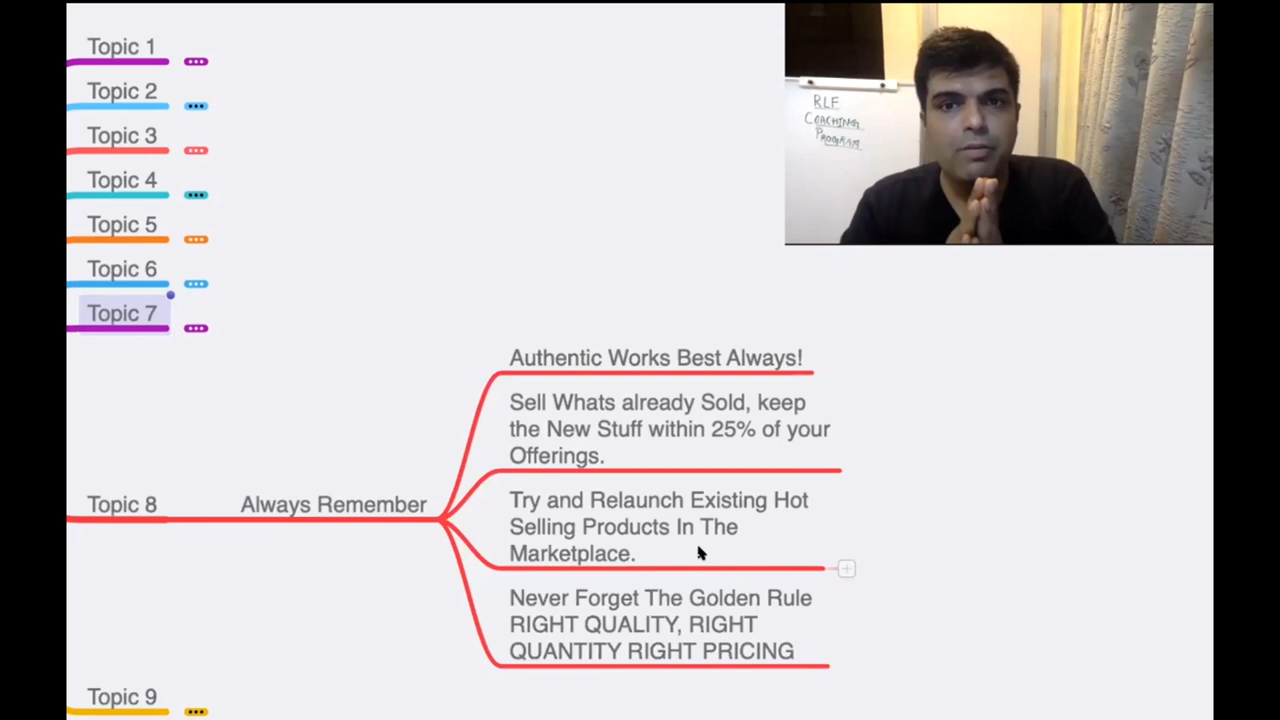 Topic 1
Topic 2
Topic 3
Topic 4
Topic 5
Topic 6
Topic 7
Topic 8
Always Remember
Authentic Works Best Always!
Sell Whats already Sold, keep
the New Stuff within 25% of your
Offerings.
Try and Relaunch Existing Hot
Selling Products In The
Marketplace.
Never Forget The Golden Rule
RIGHT QUALITY, RIGHT
QUANTITY RIGHT PRICING
Topic 9
RLF
COACHING
PROGRAM